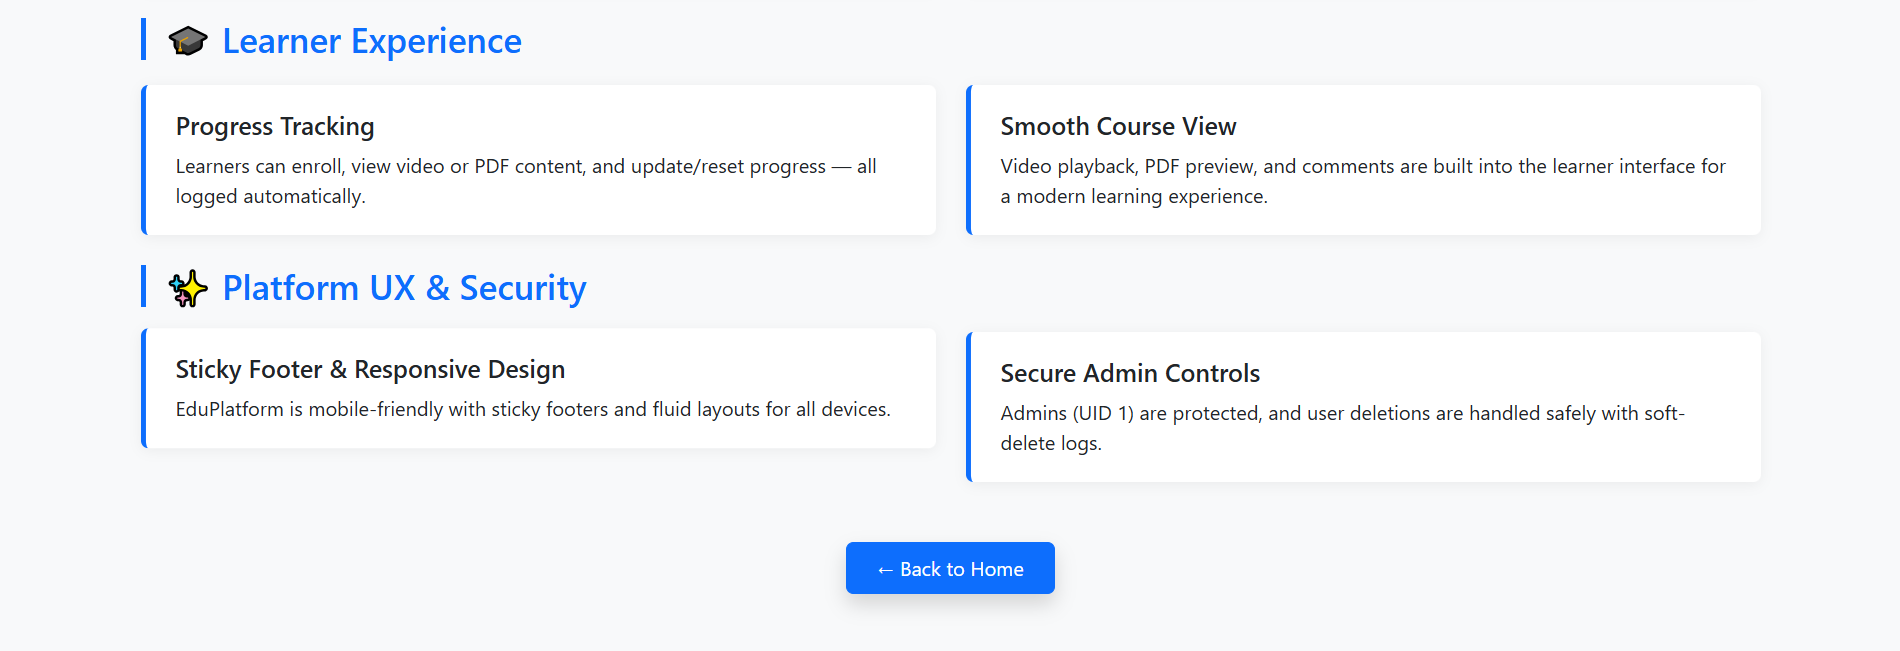 🎓 Learner Experience
Progress Tracking
Learners can enroll, view video or PDF content, and update/reset progress — all
logged automatically.
Smooth Course View
Video playback, PDF preview, and comments are built into the learner interface for
a modern learning experience.
✨ Platform UX & Security
Sticky Footer & Responsive Design
EduPlatform is mobile-friendly with sticky footers and fluid layouts for all devices.
Secure Admin Controls
Admins (UID 1) are protected, and user deletions are handled safely with soft-
delete logs.
← Back to Home